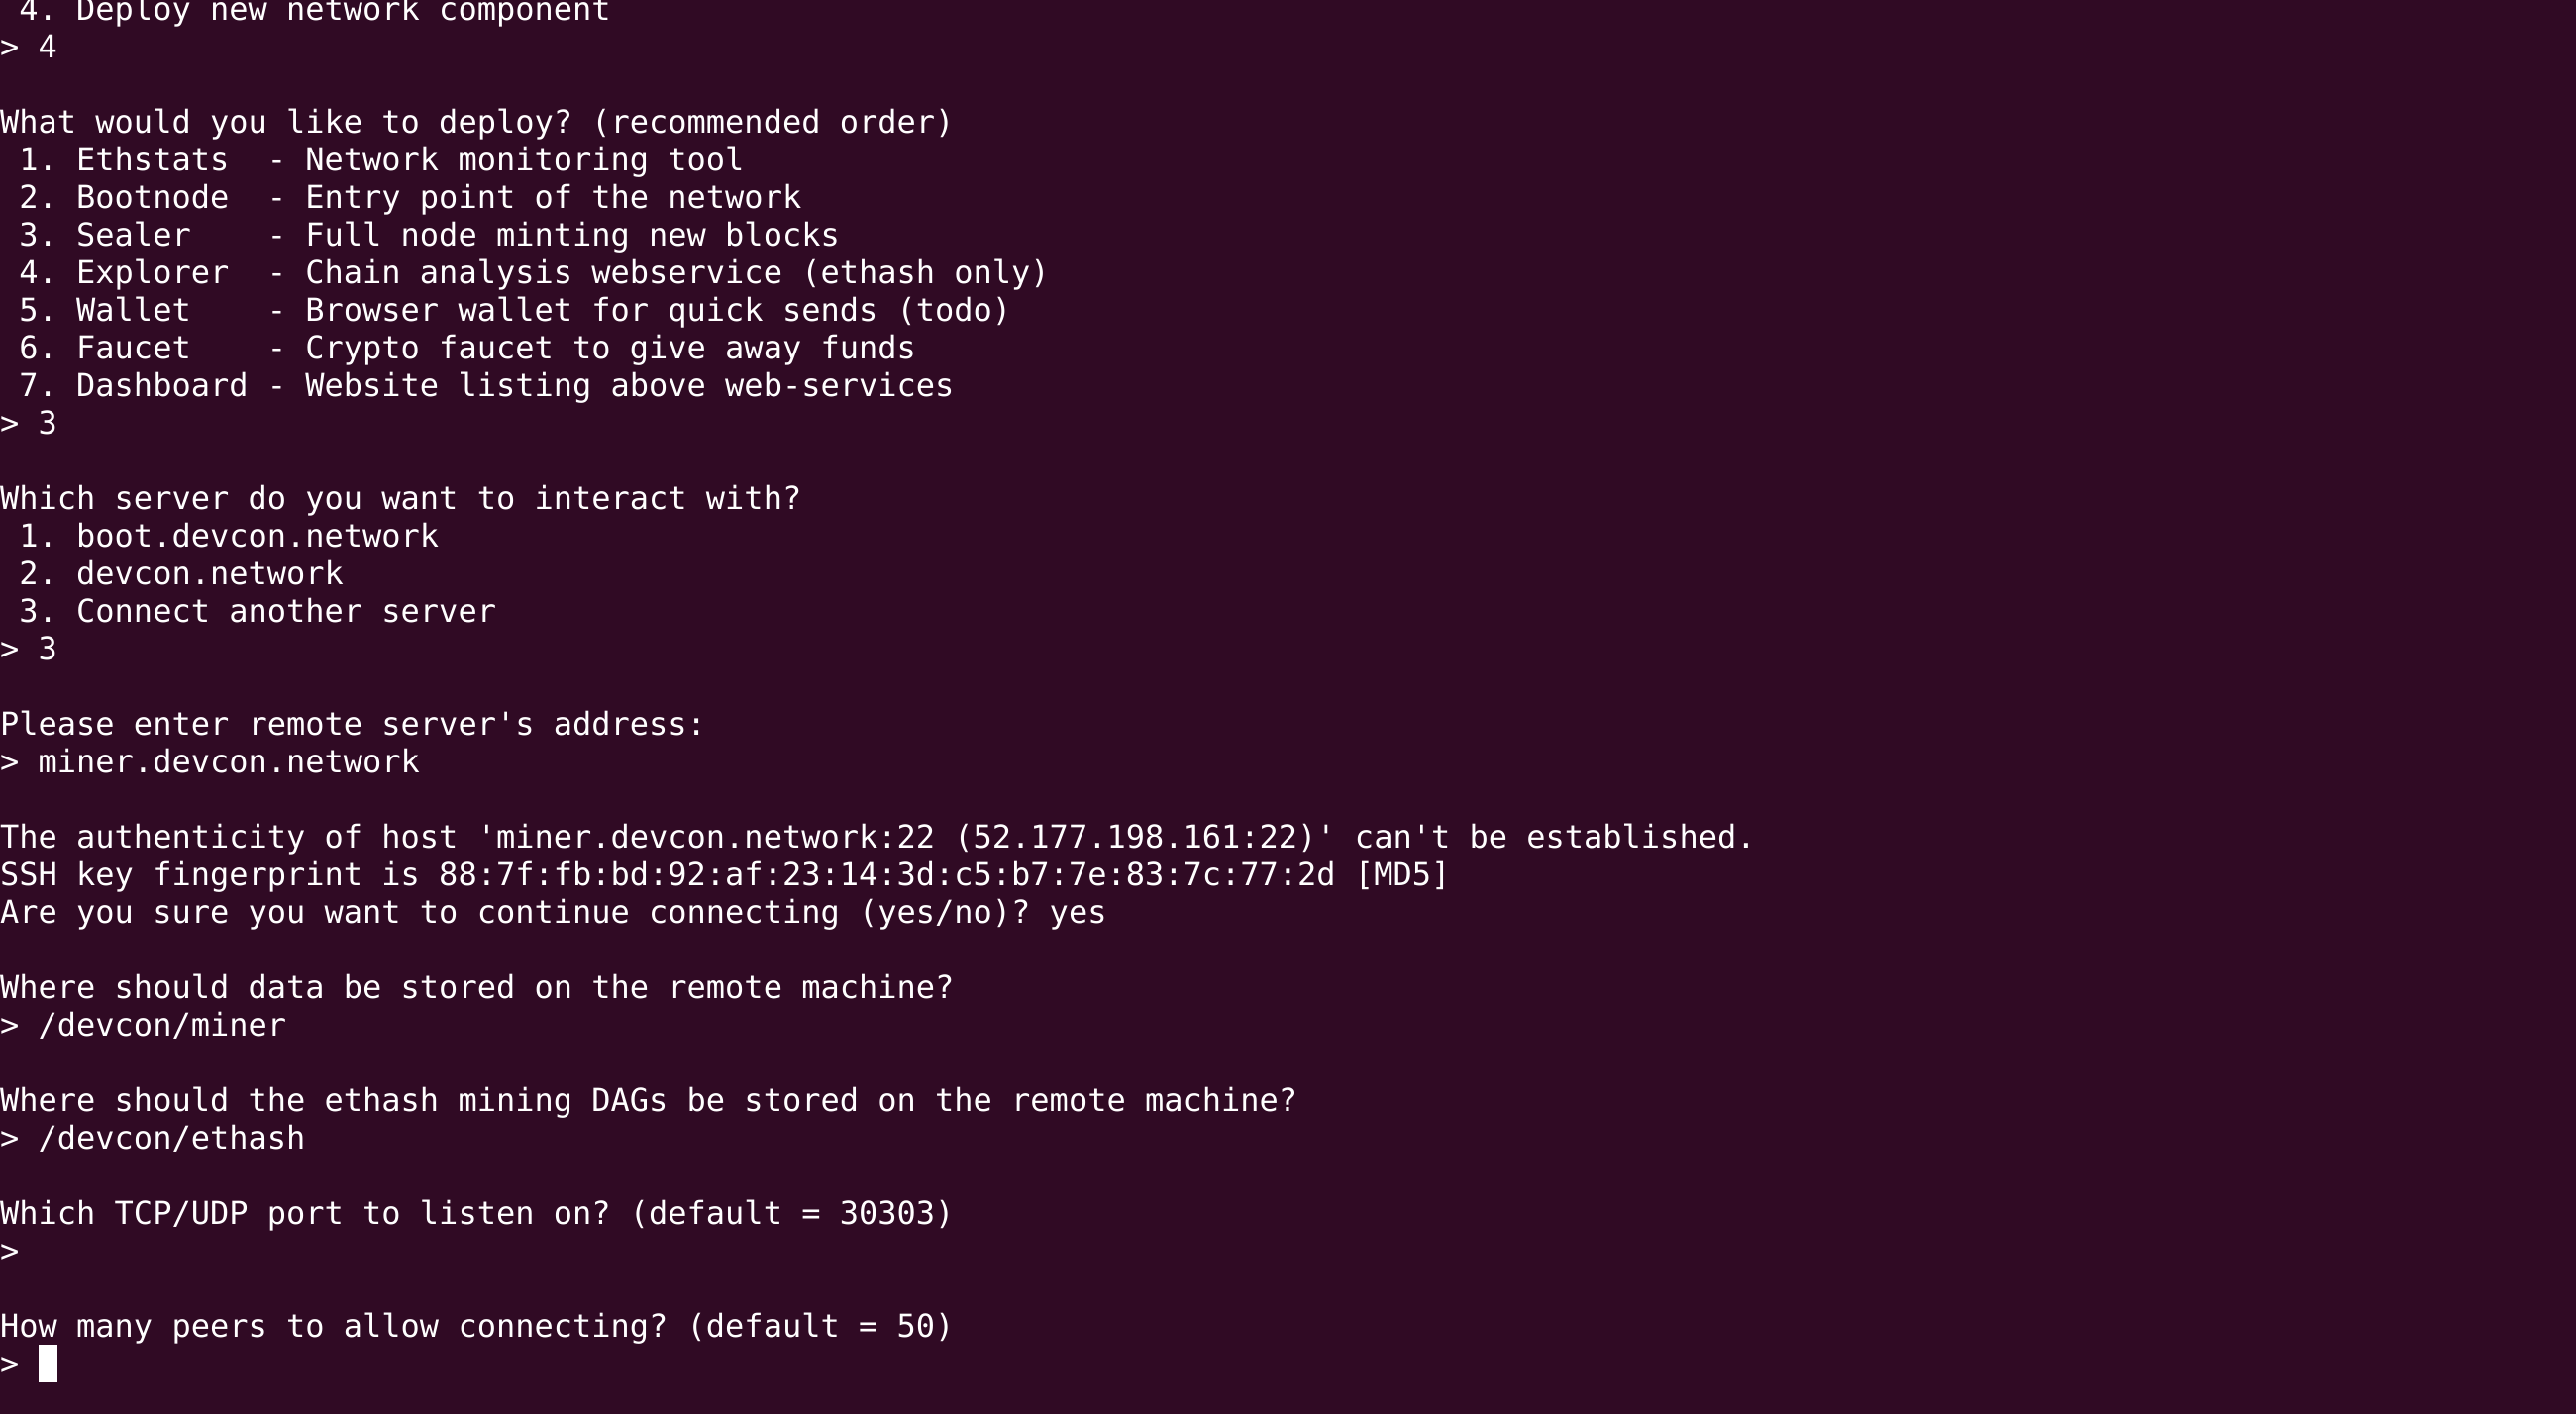 4. Deploy new network component
> 4
What would you like to deploy? (recommended order)
1. Ethstats  - Network monitoring tool
2. Bootnode  - Entry point of the network
3. Sealer    - Full node minting new blocks
4. Explorer  - Chain analysis webservice (ethash only)
5. Wallet    - Browser wallet for quick sends (todo)
6. Faucet    - Crypto faucet to give away funds
7. Dashboard - Website listing above web-services
> 3
Which server do you want to interact with?
1. boot.devcon.network
2. devcon.network
3. Connect another server
> 3
Please enter remote server's address:
> miner.devcon.network
The authenticity of host 'miner.devcon.network:22 (52.177.198.161:22)' can't be established.
SSH key fingerprint is 88:7f:fb:bd:92:af:23:14:3d:c5:b7:7e:83:7c:77:2d [MD5]
Are you sure you want to continue connecting (yes/no)? yes
Where should data be stored on the remote machine?
> /devcon/miner
Where should the ethash mining DAGs be stored on the remote machine?
> /devcon/ethash
Which TCP/UDP port to listen on? (default = 30303)
>
How many peers to allow connecting? (default = 50)
>